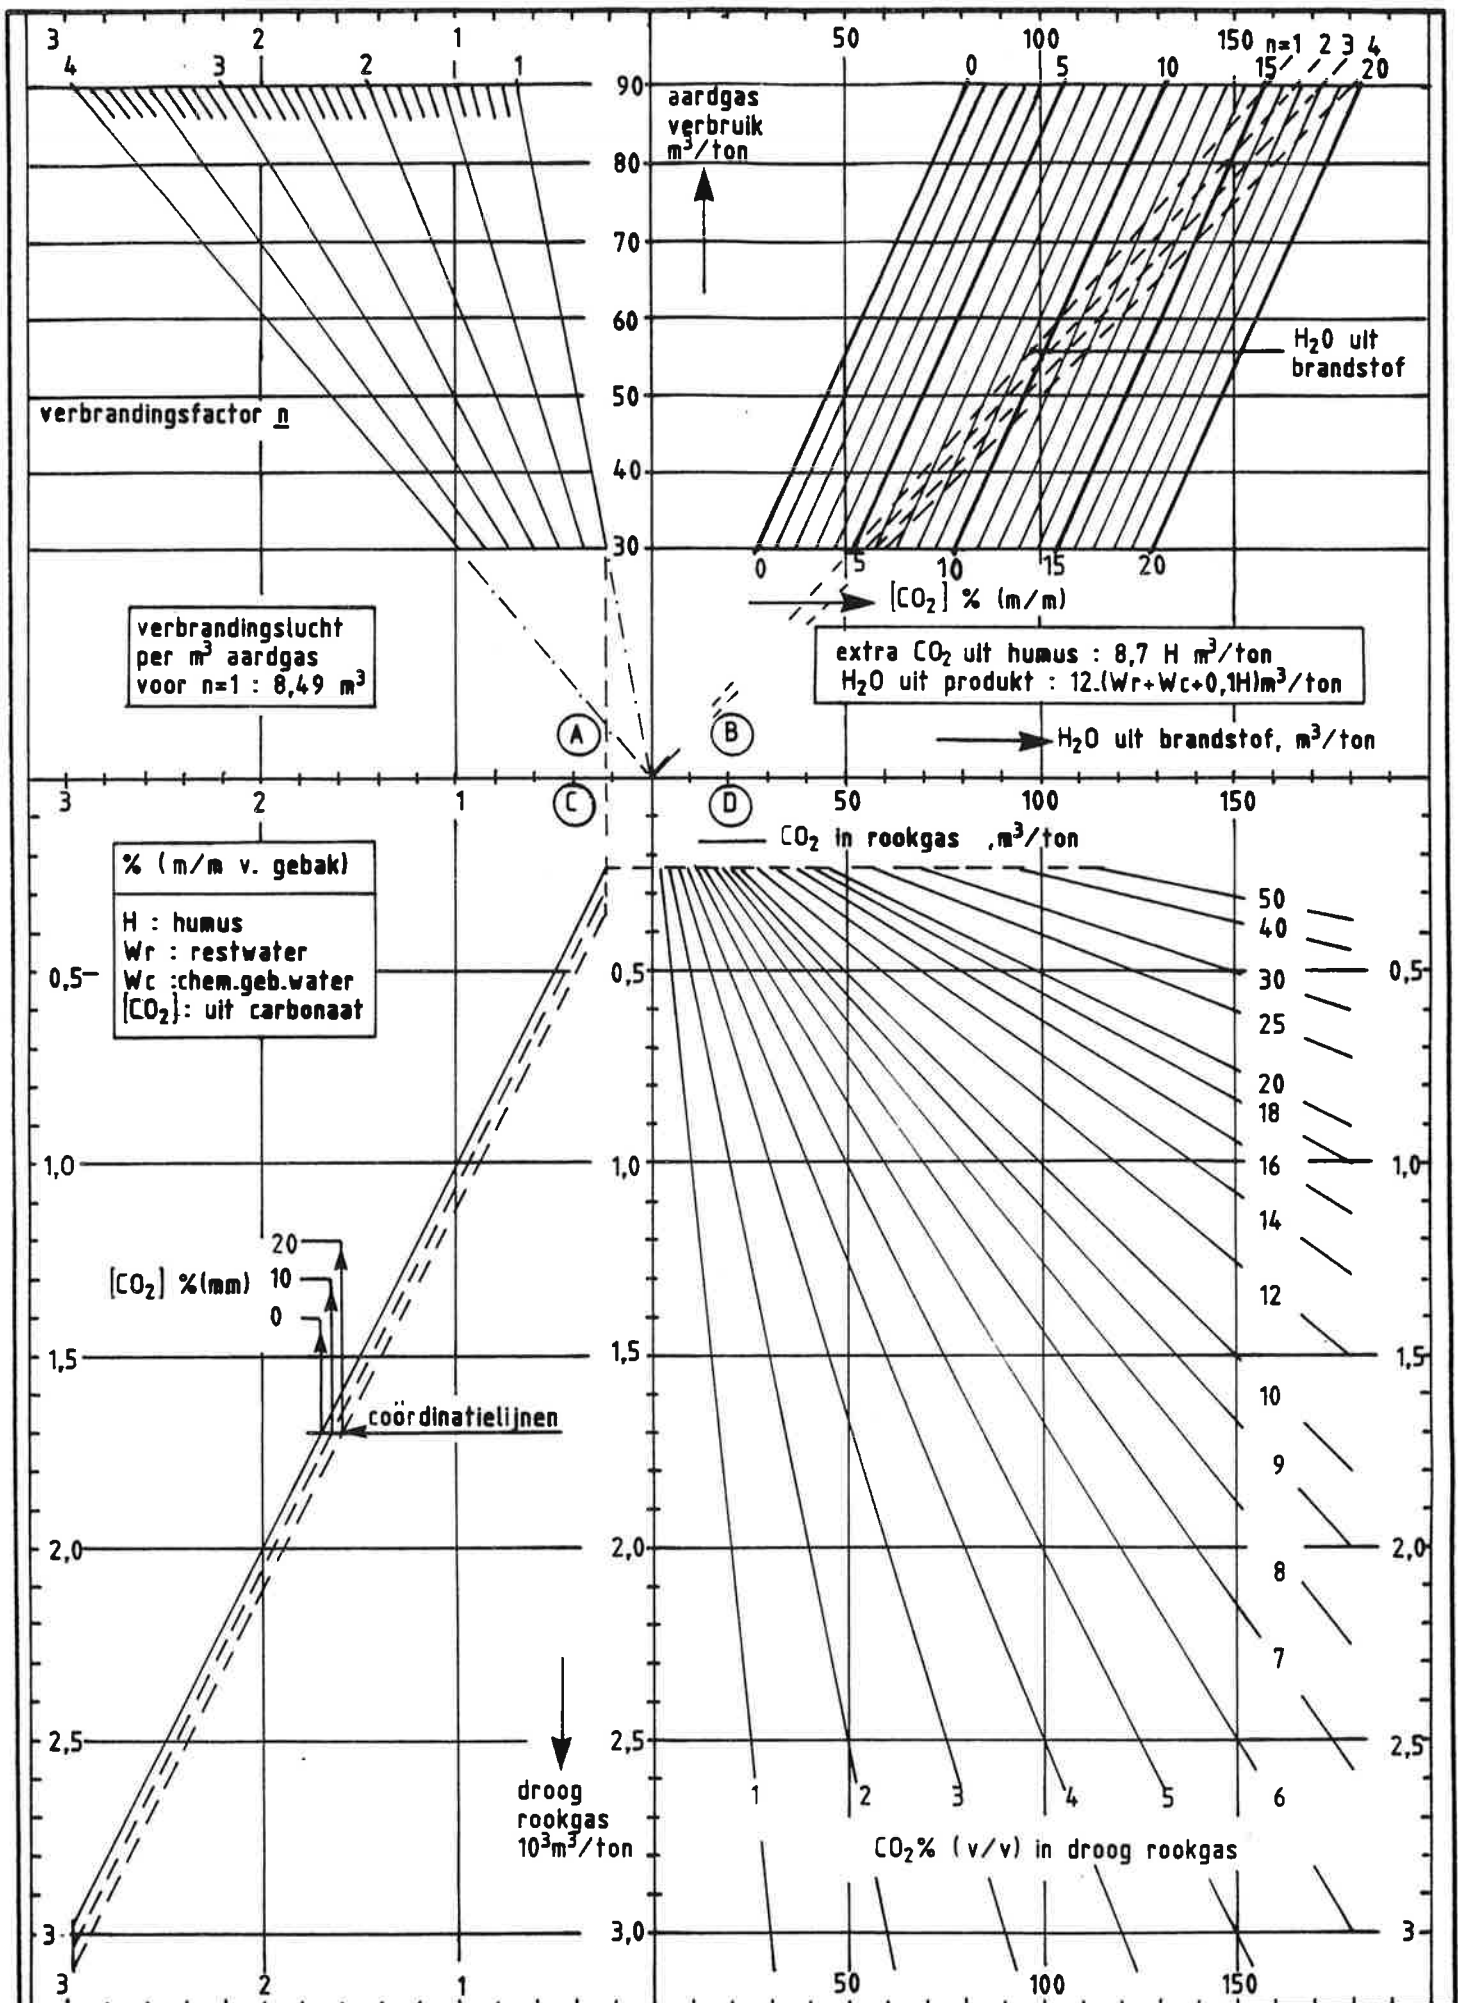 3 2 1 50 100 150 n=1 2 3 4
4 3 2 1 0 5 10 15 20
90
aardgas
verbruik
m³/ton
80
70
60
H₂O uit
brandstof
50
verbrandingsfactor n
40
30
0 5 10 15 20
[CO₂] % (m/m)
verbrandingslucht
per m³ aardgas
voor n=1 : 8,49 m³
extra CO₂ uit humus : 8,7 H m³/ton
H₂O uit produkt : 12.(Wr+Wc+0,1H)m³/ton
A B
H₂O uit brandstof, m³/ton
3 2 1 C D 50 100 150
CO₂ in rookgas ,m³/ton
% (m/m v. gebak)
H : humus
Wr : restwater
Wc :chem.geb.water
[CO₂]: uit carbonaat
50
40
0,5 0,5 30 0,5
25
20
18
1,0 1,0 16 1,0
14
20
[CO₂] %(mm) 10
0
12
1,5 1,5 1,5
10
coördinatielijnen
9
2,0 2,0 2,0
8
7
2,5 2,5 2,5
droog
rookgas
10³m³/ton
1 2 3 4 5 6
CO₂% (v/v) in droog rookgas
3 3,0 3
3 2 1 50 100 150